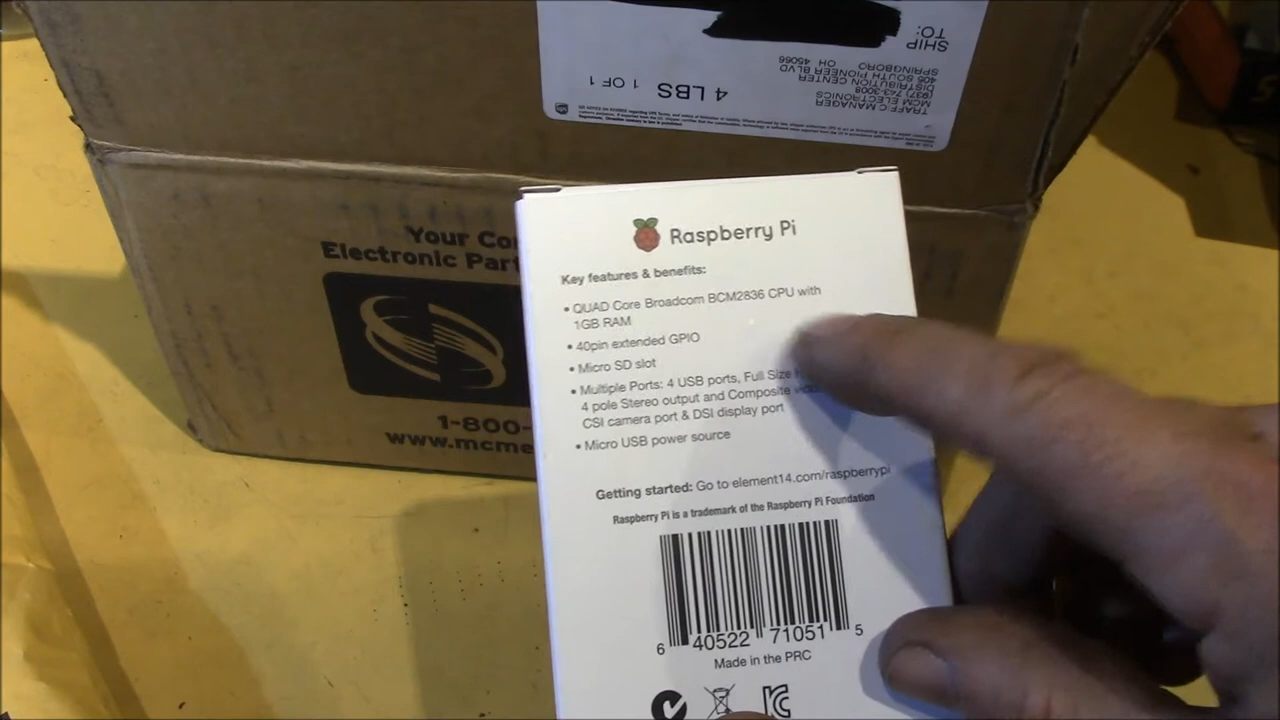 SHIP
TO:
TRAFFIC MANAGER
MCM ELECTRONICS
(937) 743-3008
DISTRIBUTION CENTER
405 SOUTH PIONEER BLVD
SPRINGBORO OH 45066
4 LBS 1 OF 1
Your Co
Electronic Par
1-800-
www.mcme
Raspberry Pi
Key features & benefits:
• QUAD Core Broadcom BCM2836 CPU with
1GB RAM
• 40pin extended GPIO
• Micro SD slot
• Multiple Ports: 4 USB ports, Full Size
4 pole Stereo output and Composite
CSI camera port & DSI display port
• Micro USB power source
Getting started: Go to element14.com/raspberrypi
Raspberry Pi is a trademark of the Raspberry Pi Foundation
6 40522 71051 5
Made in the PRC